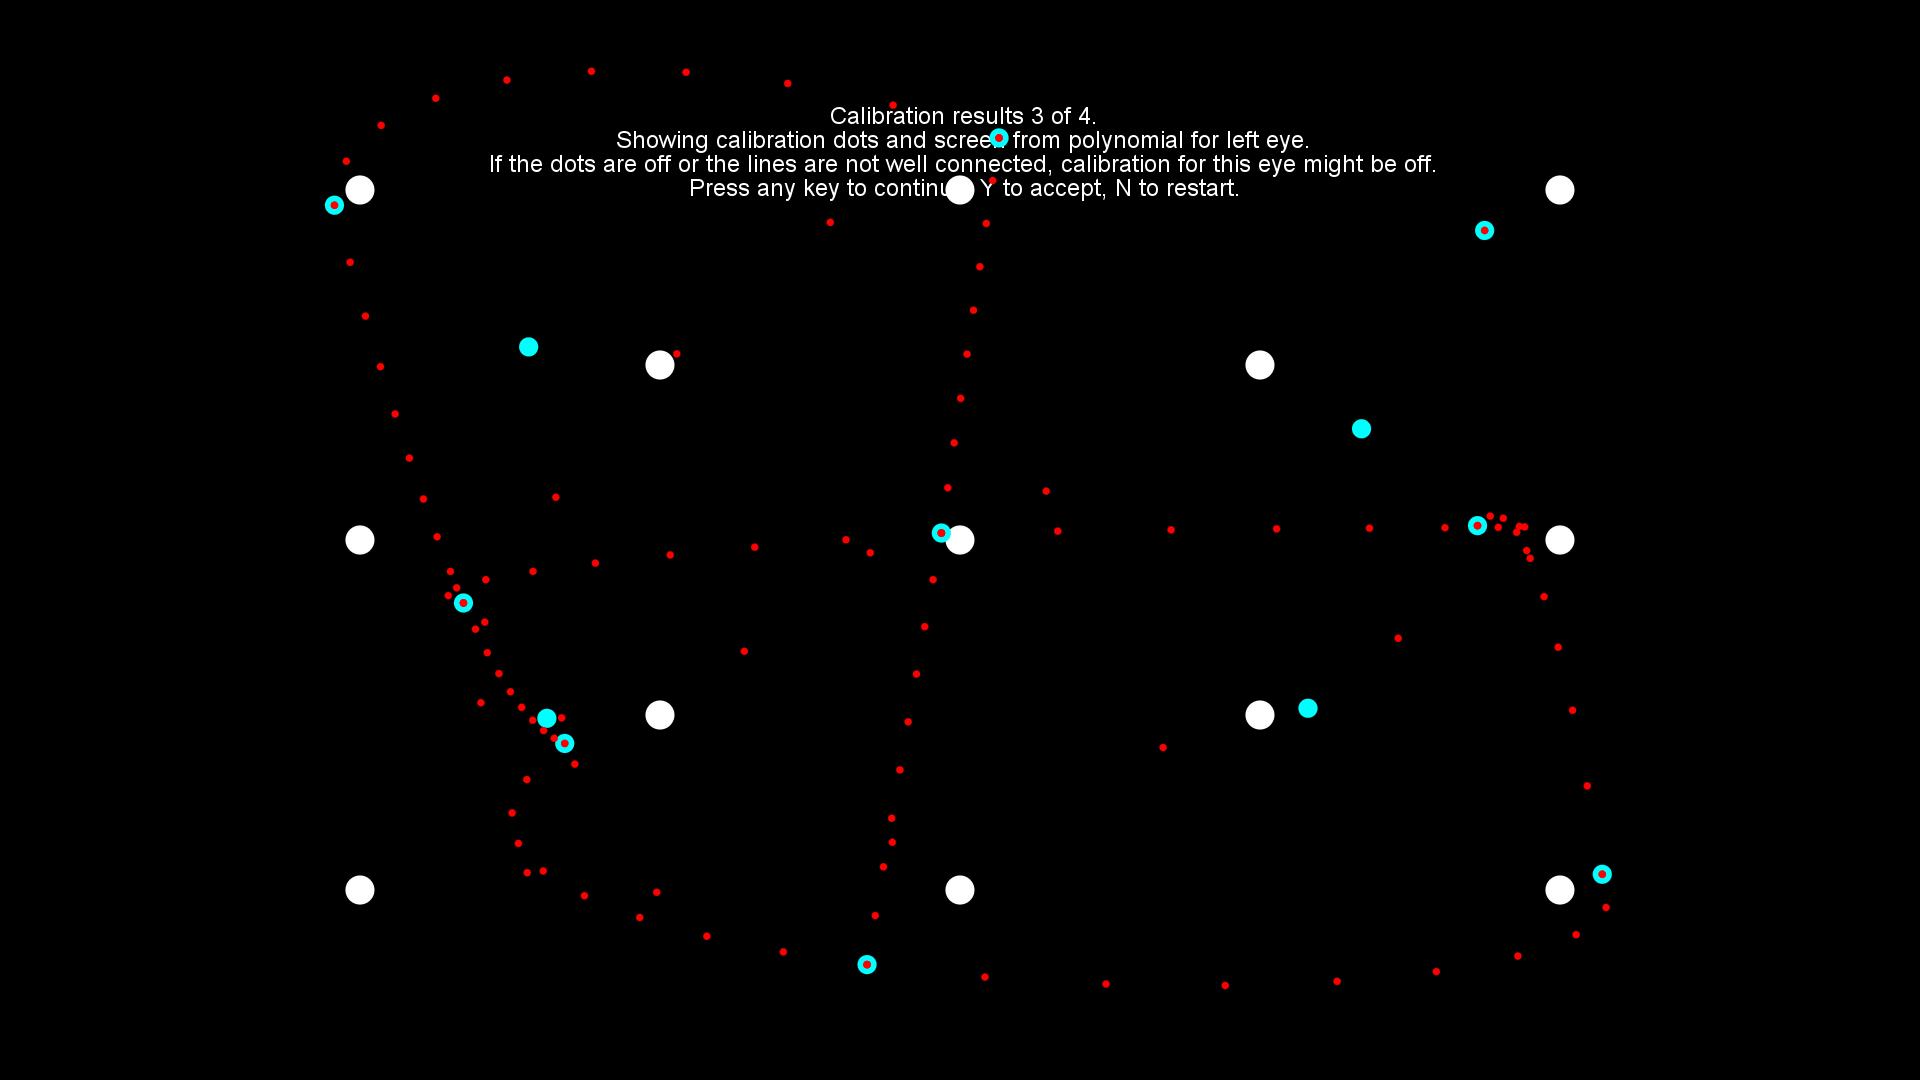 Calibration results 3 of 4.
Showing calibration dots and screen from polynomial for left eye.
If the dots are off or the lines are not well connected, calibration for this eye might be off.
Press any key to continue, Y to accept, N to restart.